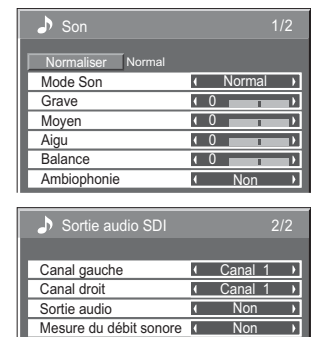 Son 1/2
Normaliser Normal
Mode Son Normal
Grave 0
Moyen 0
Aigu 0
Balance 0
Ambiophonie Non
Sortie audio SDI 2/2
Canal gauche Canal 1
Canal droit Canal 1
Sortie audio Non
Mesure du débit sonore Non